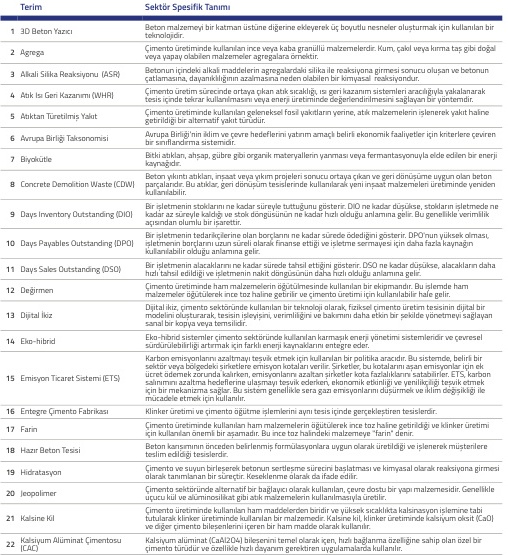 Terim Sektör Spesifik Tanımı
1 3D Beton Yazıcı Beton malzemeyi bir katman üstüne diğerine ekleyerek üç boyutlu nesneler oluşturmak için kullanılan bir
teknolojidir.
2 Agrega Çimento üretiminde kullanılan ince veya kaba granüllü malzemelerdir. Kum, çakıl veya kırma taş gibi doğal
veya yapay olabilen malzemeler agregalara örnektir.
3 Alkali Silika Reaksiyonu (ASR) Betonun içindeki alkali maddelerin agregalardaki silika ile reaksiyona girmesi sonucu oluşan ve betonun
çatlamasına, dayanıklılığının azalmasına neden olabilen bir kimyasal reaksiyondur.
4 Atık Isı Geri Kazanımı (WHR) Çimento üretim sürecinde ortaya çıkan atık sıcaklığı, ısı geri kazanım sistemleri aracılığıyla yakalanarak
tesis içinde tekrar kullanılmasını veya enerji üretiminde değerlendirilmesini sağlayan bir yöntemdir.
5 Atıktan Türetilmiş Yakıt Çimento üretiminde kullanılan geleneksel fosil yakıtların yerine, atık malzemelerin işlenerek yakıt haline
getirildiği bir alternatif yakıt türüdür.
6 Avrupa Birliği Taksonomisi Avrupa Birliği'nin iklim ve çevre hedeflerini yatırım amaçlı belirli ekonomik faaliyetler için kriterlere çeviren
bir sınıflandırma sistemidir.
7 Biyokütle Bitki atıkları, ahşap, gübre gibi organik materyallerin yanması veya fermantasyonuyla elde edilen bir enerji
kaynağıdır.
8 Concrete Demolition Waste (CDW) Beton yıkıntı atıkları, inşaat veya yıkım projeleri sonucu ortaya çıkan ve geri dönüşüme uygun olan beton
parçalarıdır. Bu atıklar, geri dönüşüm tesislerinde kullanılarak yeni inşaat malzemeleri üretiminde yeniden
kullanılabilir.
9 Days Inventory Outstanding (DIO) Bir işletmenin stoklarını ne kadar süreyle tuttuğunu gösterir. DIO ne kadar düşükse, stokların işletmede ne
kadar az süreyle kaldığı ve stok döngüsünün ne kadar hızlı olduğu anlamına gelir. Bu genellikle verimlilik
açısından olumlu bir işarettir.
10 Days Payables Outstanding (DPO) Bir işletmenin tedarikçilerine olan borçlarını ne kadar sürede ödediğini gösterir. DPO'nun yüksek olması,
işletmenin borçlarını uzun süreli olarak finanse ettiği ve işletme sermayesi için daha fazla kaynağın
kullanılabilir olduğu anlamına gelir.
11 Days Sales Outstanding (DSO) Bir işletmenin alacaklarını ne kadar sürede tahsil ettiğini gösterir. DSO ne kadar düşükse, alacakların daha
hızlı tahsil edildiği ve işletmenin nakit döngüsünün daha hızlı olduğu anlamına gelir.
12 Değirmen Çimento üretiminde ham malzemelerin öğütülmesinde kullanılan bir ekipmandır. Bu işlemde ham
malzemeler öğütülerek ince toz haline getirilir ve çimento üretimi için kullanılabilir hale gelir.
13 Dijital İkiz Dijital ikiz, çimento sektöründe kullanılan bir teknoloji olarak, fiziksel çimento üretim tesisinin dijital bir
modelini oluşturarak, tesisin işleyişini, verimliliğini ve bakımını daha etkin bir şekilde yönetmeyi sağlayan
sanal bir kopya veya temsilidir.
14 Eko-hibrid Eko-hibrid sistemler çimento sektöründe kullanılan karmaşık enerji yönetimi sistemleridir ve çevresel
sürdürülebilirliği artırmak için farklı enerji kaynaklarını entegre eder.
15 Emisyon Ticaret Sistemi (ETS) Karbon emisyonlarını azaltmayı teşvik etmek için kullanılan bir politika aracıdır. Bu sistemde, belirli bir
sektör veya bölgedeki şirketlere emisyon kotaları verilir. Şirketler, bu kotalarını aşan emisyonlar için ek
ücret ödemek zorunda kalırken, emisyonlarını azaltan şirketler kota fazlalıklarını satabilirler. ETS, karbon
salınımını azaltma hedeflerine ulaşmayı teşvik ederken, ekonomik etkinliği ve yenilikçiliği teşvik etmek
için bir mekanizma sağlar. Bu sistem genellikle sera gazı emisyonlarını düşürmek ve iklim değişikliği ile
mücadele etmek için kullanılır.
16 Entegre Çimento Fabrikası Klinker üretimi ve çimento öğütme işlemlerini aynı tesis içinde gerçekleştiren tesislerdir.
17 Farin Çimento üretiminde kullanılan ham malzemelerin öğütülerek ince toz haline getirildiği ve klinker üretimi
için kullanılan önemli bir aşamadır. Bu ince toz halindeki malzemeye "farin" denir.
18 Hazır Beton Tesisi Beton karışımının önceden belirlenmiş formülasyonlara uygun olarak üretildiği ve işlenerek müşterilere
teslim edildiği tesislerdir.
19 Hidratasyon Çimento ve suyun birleşerek betonun sertleşme sürecini başlatması ve kimyasal olarak reaksiyona girmesi
olarak tanımlanan bir süreçtir. Keseklenme olarak da ifade edilir.
20 Jeopolimer Çimento sektöründe alternatif bir bağlayıcı olarak kullanılan, çevre dostu bir yapı malzemesidir. Genellikle
uçucu kül ve alüminosilikat gibi atık malzemelerin kullanılmasıyla üretilir.
21 Kalsine Kil Çimento üretiminde kullanılan ham maddelerden biridir ve yüksek sıcaklıkta kalsinasyon işlemine tabi
tutularak klinker üretiminde kullanılan bir malzemedir. Kalsine kil, klinker üretiminde kalsiyum oksit (CaO)
ve diğer çimento bileşenlerini içeren bir ham madde olarak kullanılır.
22 Kalsiyum Alüminat Çimentosu
(CAC) Kalsiyum alüminat (CaAl2O4) bileşenini temel olarak içen, hızlı bağlanma özelliğine sahip olan özel bir
çimento türüdür ve özellikle hızlı dayanım gerektiren uygulamalarda kullanılır.